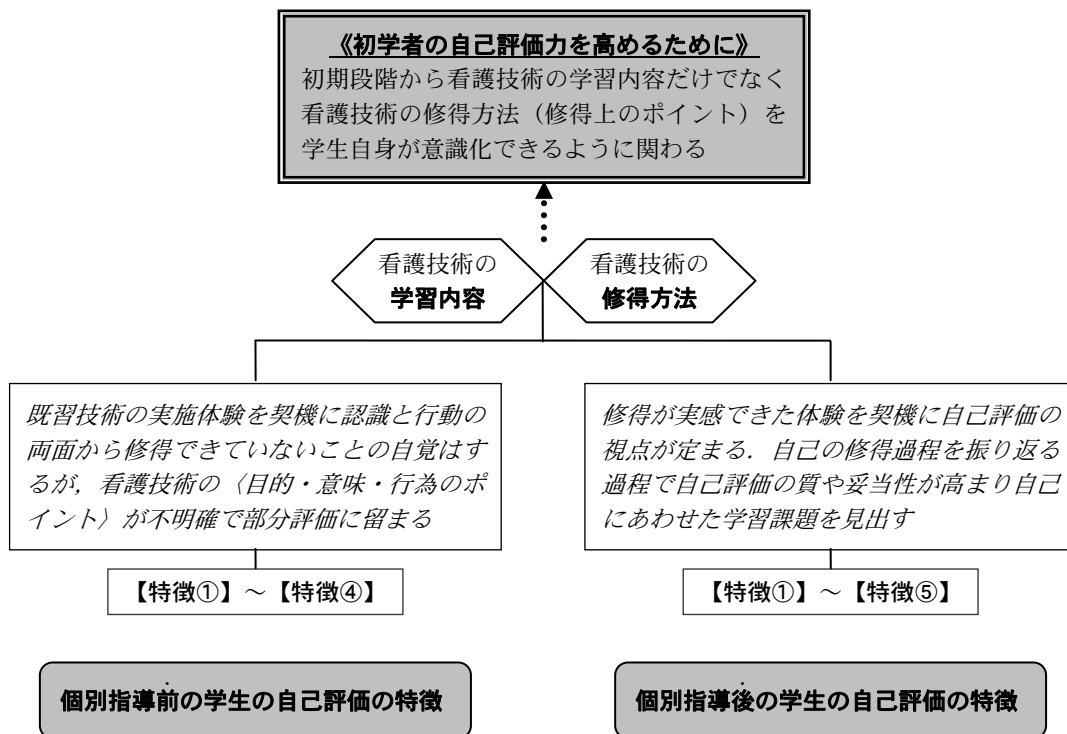 《初学者の自己評価力を高めるために》
初期段階から看護技術の学習内容だけでなく
看護技術の修得方法（修得上のポイント）を
学生自身が意識化できるように関わる
看護技術の
学習内容
看護技術の
修得方法
既習技術の実施体験を契機に認識と行動の
両面から修得できていないことの自覚はす
るが，看護技術の〈目的・意味・行為のポ
イント〉が不明確で部分評価に留まる
修得が実感できた体験を契機に自己評価の
視点が定まる．自己の修得過程を振り返る
過程で自己評価の質や妥当性が高まり自己
にあわせた学習課題を見出す
【特徴①】～【特徴④】
【特徴①】～【特徴⑤】
個別指導前の学生の自己評価の特徴
個別指導後の学生の自己評価の特徴